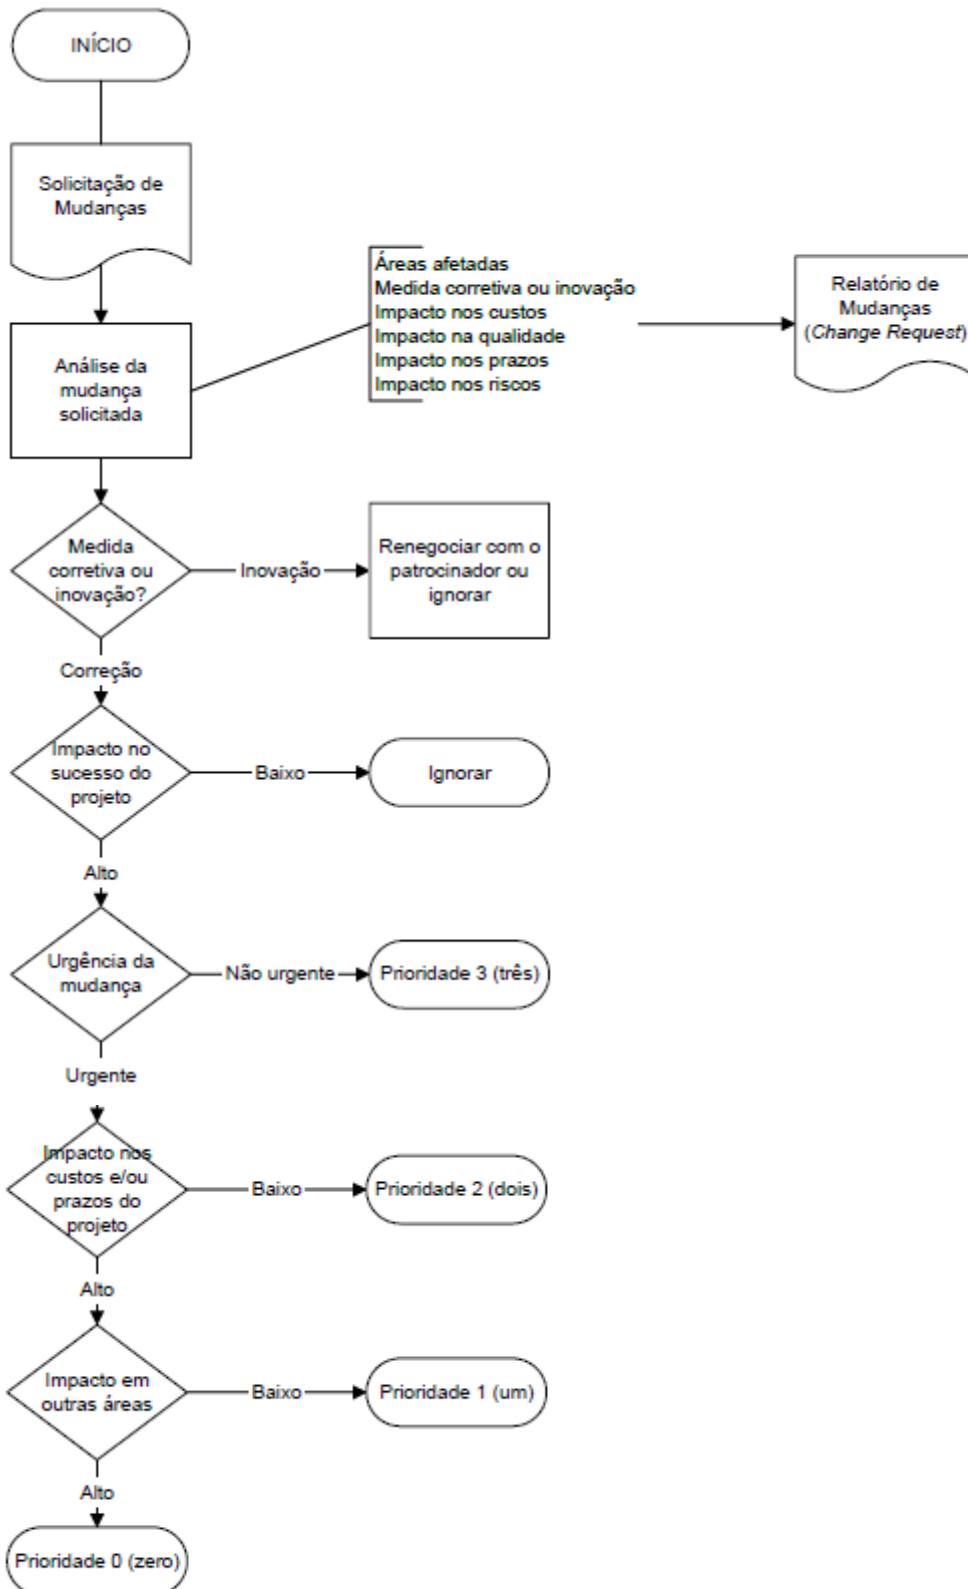 INÍCIO
Solicitação de
Mudanças
Áreas afetadas
Medida corretiva ou inovação
Impacto nos custos
Impacto na qualidade
Impacto nos prazos
Impacto nos riscos
Relatório de
Mudanças
(Change Request)
Análise da
mudança
solicitada
Medida
corretiva ou
inovação?
Inovação
Renegociar com o
patrocinador ou
ignorar
Correção
Impacto no
sucesso do
projeto
Baixo
Ignorar
Alto
Urgência da
mudança
Não urgente
Prioridade 3 (três)
Urgente
Impacto nos
custos e/ou
prazos do
projeto
Baixo
Prioridade 2 (dois)
Alto
Impacto em
outras áreas
Baixo
Prioridade 1 (um)
Alto
Prioridade 0 (zero)